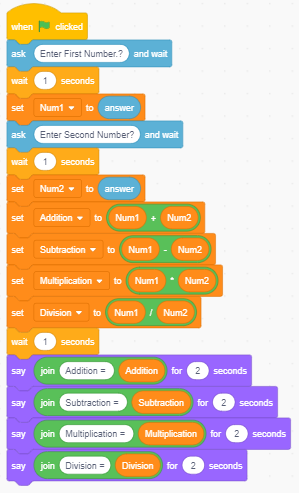 when clicked
ask Enter First Number.? and wait
wait 1 seconds
set Num1 to answer
ask Enter Second Number? and wait
wait 1 seconds
set Num2 to answer
set Addition to Num1 + Num2
set Subtraction to Num1 - Num2
set Multiplication to Num1 * Num2
set Division to Num1 / Num2
wait 1 seconds
say join Addition = Addition for 2 seconds
say join Subtraction = Subtraction for 2 seconds
say join Multiplication = Multiplication for 2 seconds
say join Division = Division for 2 seconds